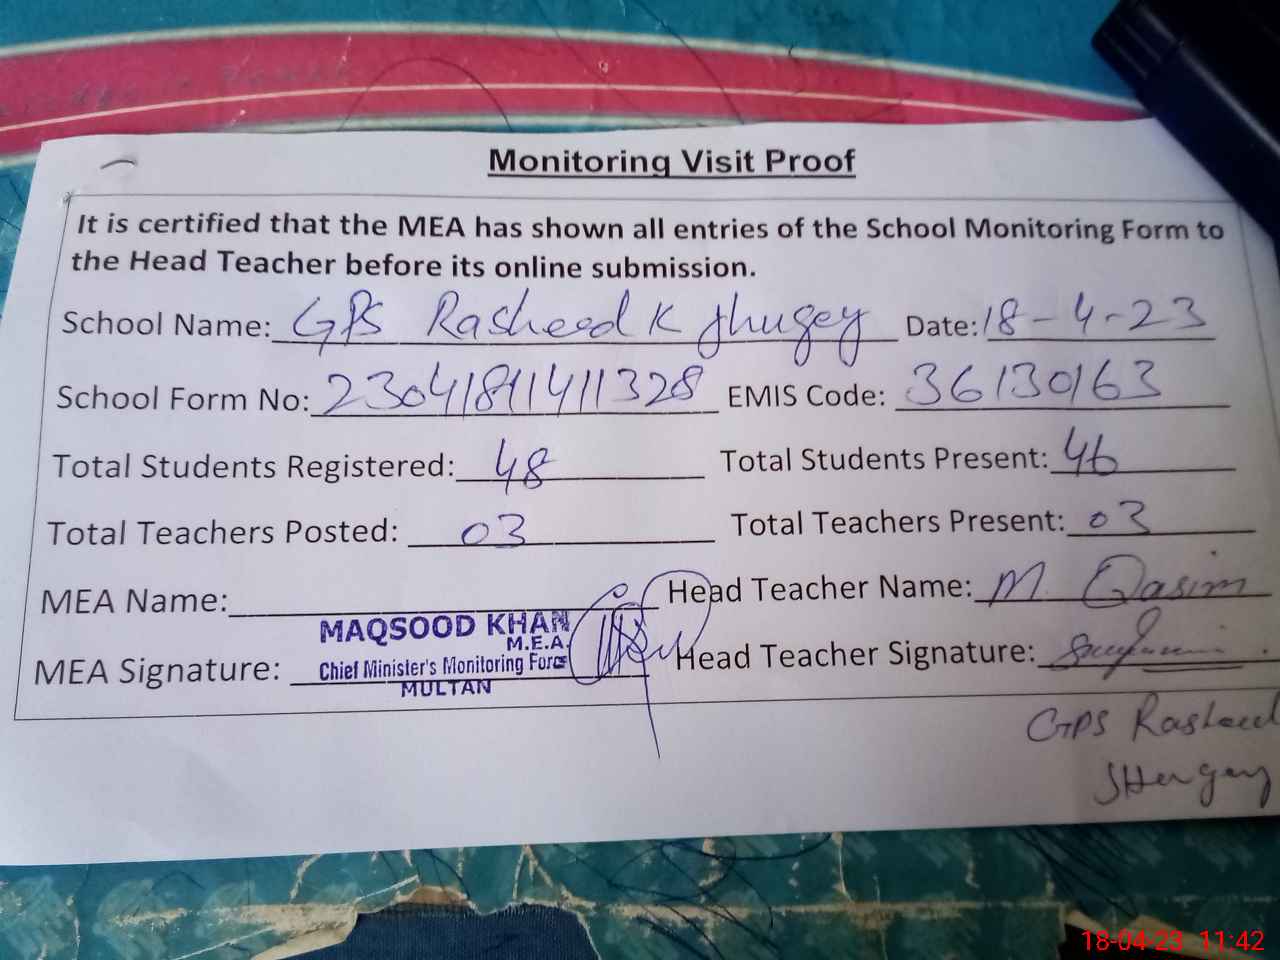 Monitoring Visit Proof
It is certified that the MEA has shown all entries of the School Monitoring Form to
the Head Teacher before its online submission.
School Name: GPS Rasheed K Jhugey Date: 18-4-23
School Form No: 23041811411328 EMIS Code: 36130163
Total Students Registered: 48 Total Students Present: 46
Total Teachers Posted: 03 Total Teachers Present: 03
MEA Name: Head Teacher Name: M Qasim
MAQSOOD KHAN
M.E.A.
MEA Signature: Chief Minister's Monitoring Force Head Teacher Signature:
MULTAN
GPS Rasheed
18-04-23 11:42